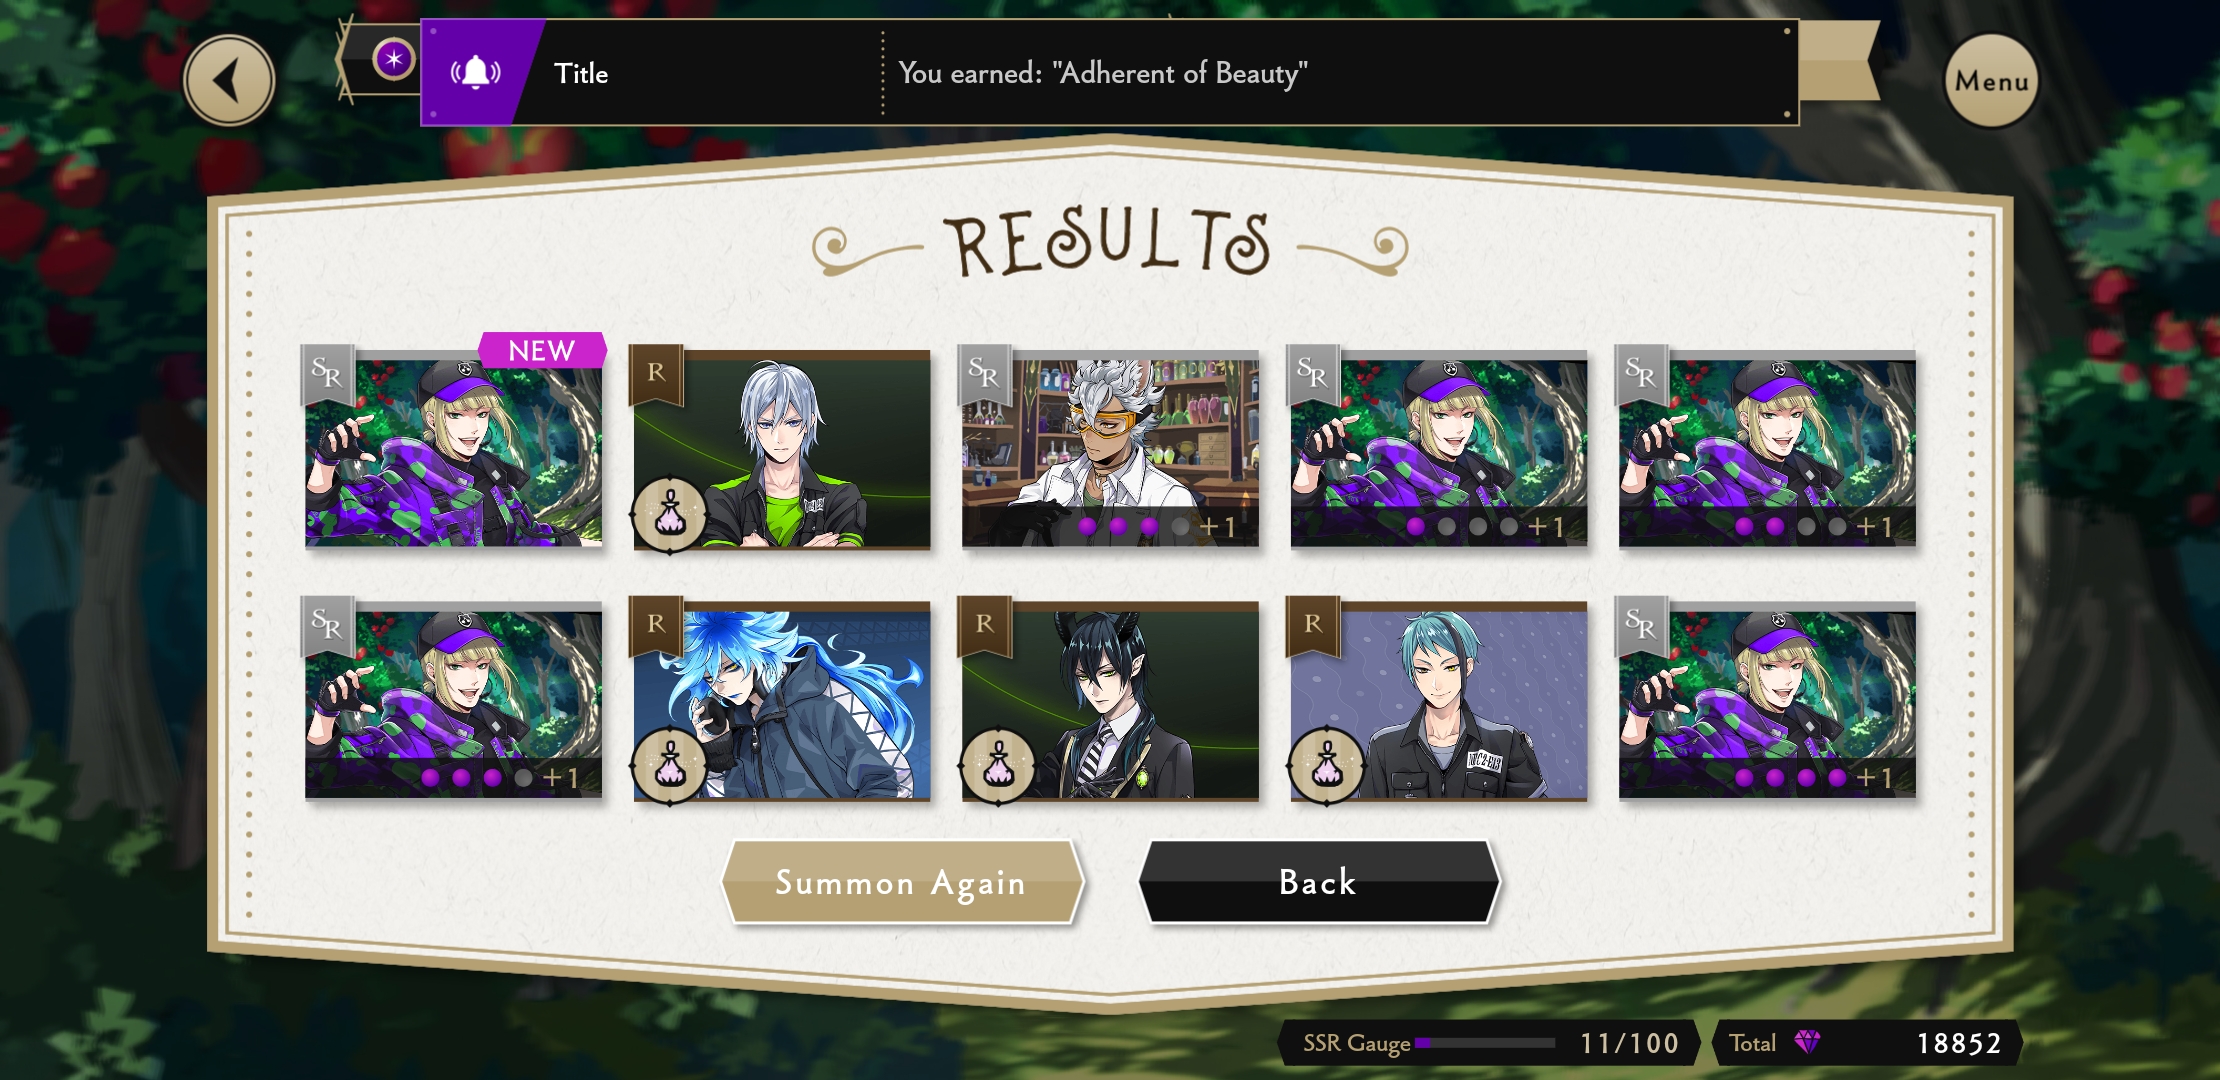 Title
You earned: "Adherent of Beauty"
Menu
RESULTS
SR
NEW
R
SR
+1
SR
+1
SR
+1
SR
+1
R
R
R
SR
+1
Summon Again
Back
SSR Gauge 11/100
Total 18852